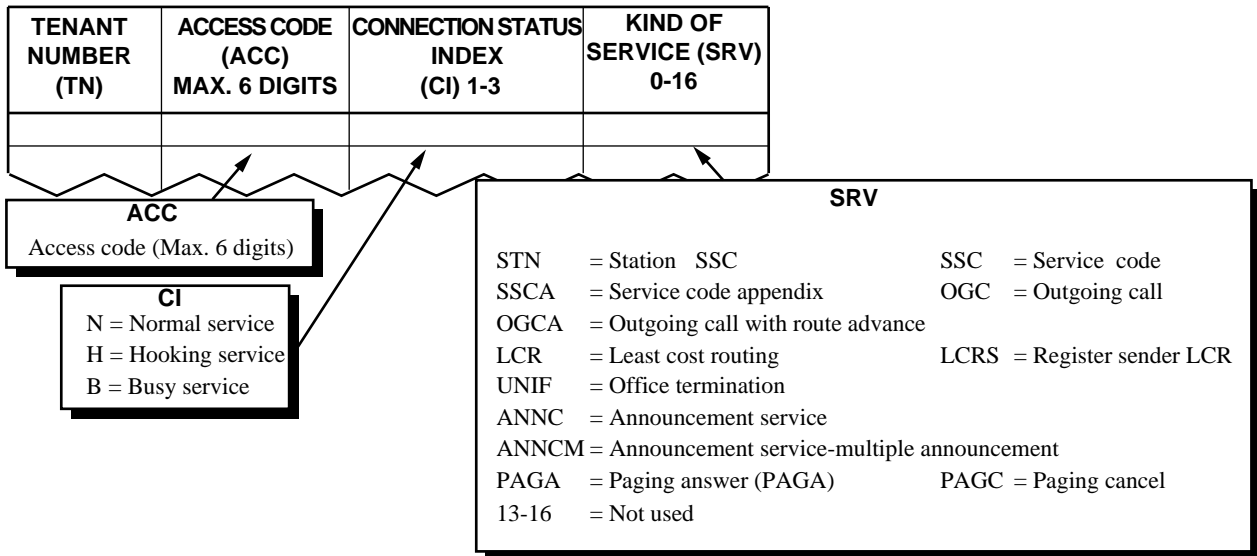 TENANT NUMBER (TN)
ACCESS CODE (ACC) MAX. 6 DIGITS
CONNECTION STATUS INDEX (CI) 1-3
KIND OF SERVICE (SRV) 0-16
ACC
Access code (Max. 6 digits)
CI
N = Normal service
H = Hooking service
B = Busy service
SRV
STN = Station SSC SSC = Service code
SSCA = Service code appendix OGC = Outgoing call
OGCA = Outgoing call with route advance
LCR = Least cost routing LCRS = Register sender LCR
UNIF = Office termination
ANNC = Announcement service
ANNCM = Announcement service-multiple announcement
PAGA = Paging answer (PAGA) PAGC = Paging cancel
13-16 = Not used